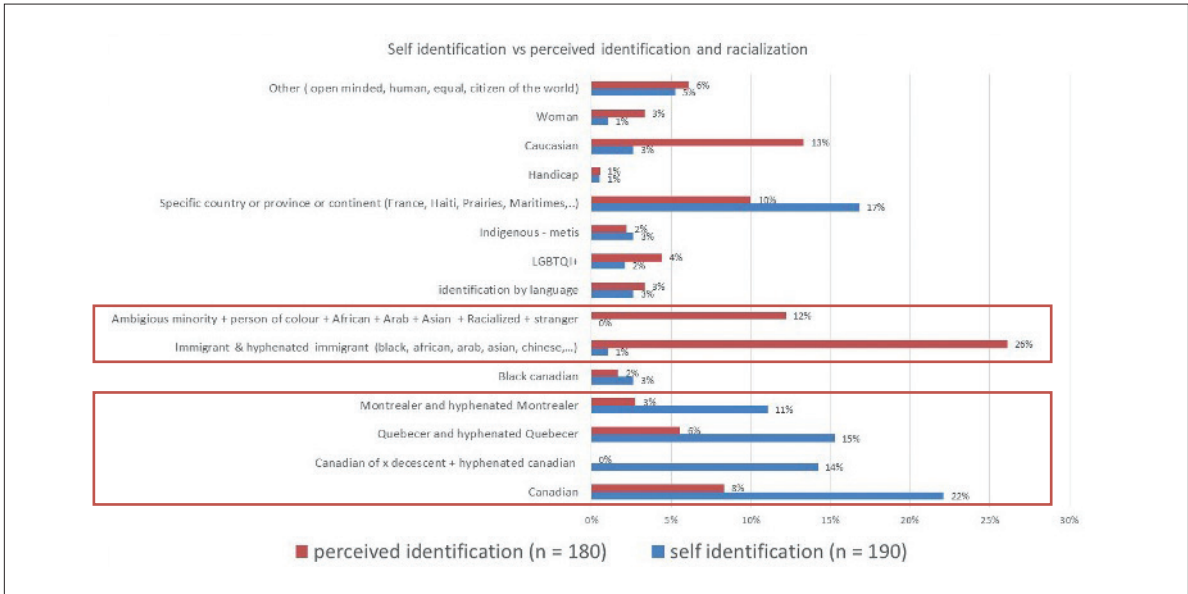 Self identification vs perceived identification and racialization
Other ( open minded, human, equal, citizen of the world)
6%
5%
Woman
3%
1%
Caucasian
13%
3%
Handicap
1%
1%
Specific country or province or continent (France, Haiti, Prairies, Maritimes,..)
10%
17%
Indigenous - metis
2%
3%
LGBTQI+
4%
2%
identification by language
3%
3%
Ambigious minority + person of colour + African + Arab + Asian + Racialized + stranger
12%
0%
Immigrant & hyphenated immigrant (black, african, arab, asian, chinese,...)
26%
1%
Black canadian
2%
3%
Montrealer and hyphenated Montrealer
3%
11%
Quebecer and hyphenated Quebecer
6%
15%
Canadian of x decescent + hyphenated canadian
0%
14%
Canadian
8%
22%
0% 5% 10% 15% 20% 25% 30%
perceived identification (n = 180) self identification (n = 190)